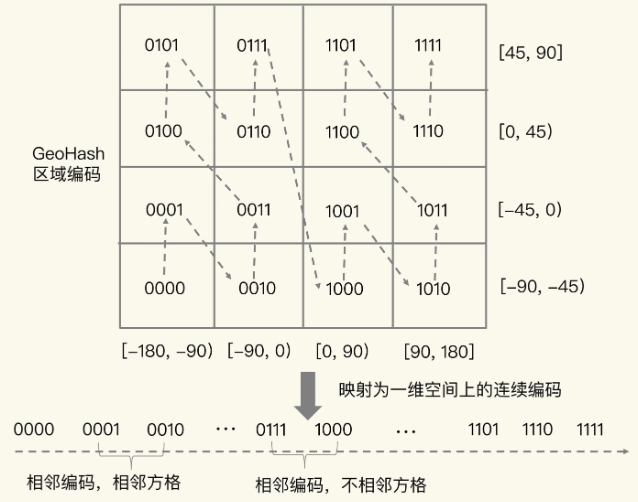 0101 0111 1101 1111 [45, 90]
0100 0110 1100 1110 [0, 45)
GeoHash
区域编码
0001 0011 1001 1011 [–45, 0)
0000 0010 1000 1010 [–90, –45)
[–180, –90) [–90, 0) [0, 90) [90, 180]
映射为一维空间上的连续编码
0000 0001 0010 ··· 0111 1000 ··· 1101 1110 1111
相邻编码，相邻方格 相邻编码，不相邻方格